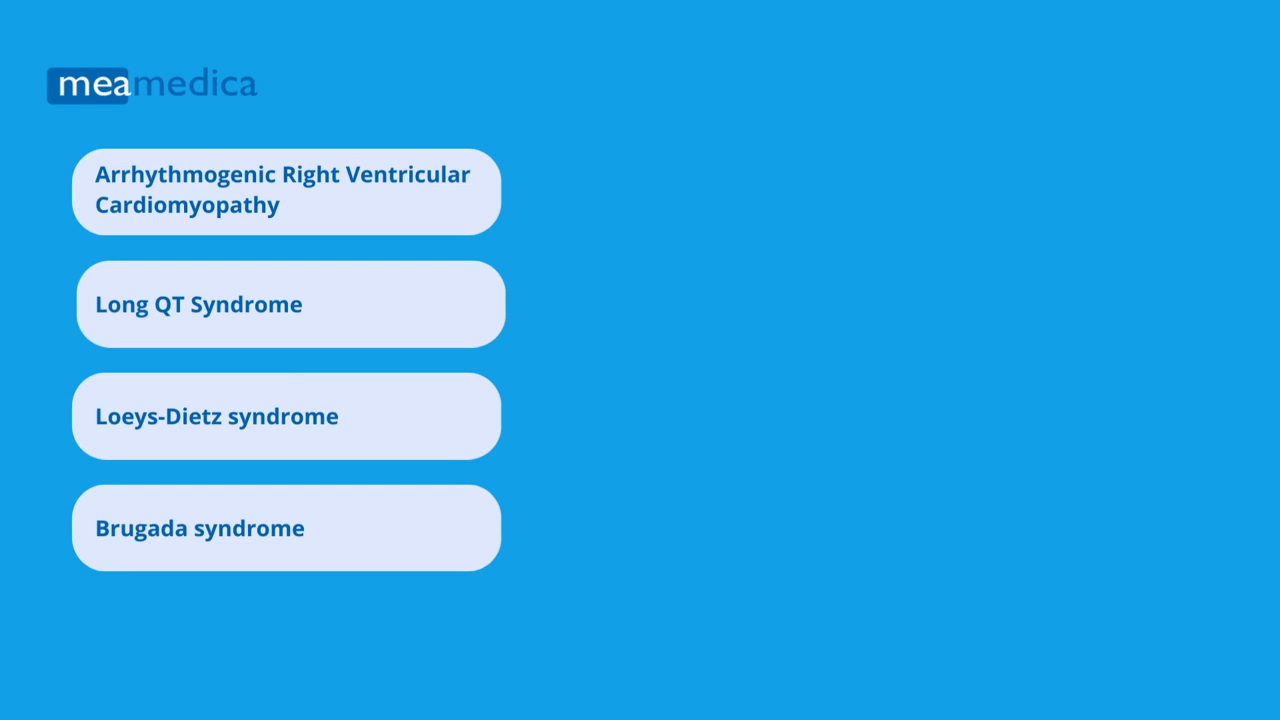 meamedica
Arrhythmogenic Right Ventricular
Cardiomyopathy
Long QT Syndrome
Loeys-Dietz syndrome
Brugada syndrome